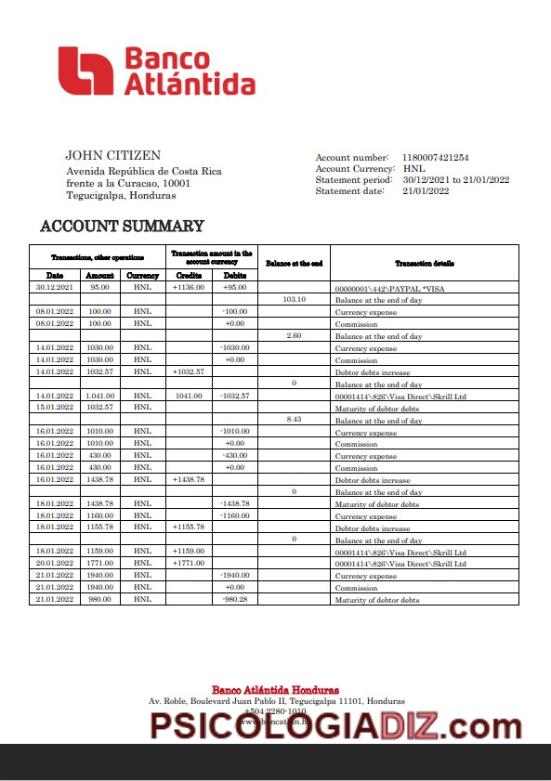 Banco
Atlántida
JOHN CITIZEN
Avenida República de Costa Rica
frente a la Curacao, 10001
Tegucigalpa, Honduras
Account number: 1180007421254
Account Currency: HNL
Statement period: 30/12/2021 to 21/01/2022
Statement date: 21/01/2022
ACCOUNT SUMMARY
Transactions, other operations Transaction amount in the account currency Balance at the end Transaction details
Date Amount Currency Credits Debits
30.12.2021 95.00 HNL +1136.00 +95.00 00000001\442\PAYPAL *VISA
103.10 Balance at the end of day
08.01.2022 100.00 HNL -100.00 Currency expense
08.01.2022 100.00 HNL +0.00 Commission
2.60 Balance at the end of day
14.01.2022 1030.00 HNL -1030.00 Currency expense
14.01.2022 1030.00 HNL +0.00 Commission
14.01.2022 1032.57 HNL +1032.57 Debtor debts increase
0 Balance at the end of day
14.01.2022 1.041.00 HNL 1041.00 -1032.57 00001414\826\Visa Direct\Skrill Ltd
15.01.2022 1032.57 HNL Maturity of debtor debts
8.43 Balance at the end of day
16.01.2022 1010.00 HNL -1010.00 Currency expense
16.01.2022 1010.00 HNL +0.00 Commission
16.01.2022 430.00 HNL -430.00 Currency expense
16.01.2022 430.00 HNL +0.00 Commission
16.01.2022 1438.78 HNL +1438.78 Debtor debts increase
0 Balance at the end of day
18.01.2022 1438.78 HNL -1438.78 Maturity of debtor debts
18.01.2022 1160.00 HNL -1160.00 Currency expense
18.01.2022 1155.78 HNL +1155.78 Debtor debts increase
0 Balance at the end of day
18.01.2022 1159.00 HNL +1159.00 00001414\826\Visa Direct\Skrill Ltd
20.01.2022 1771.00 HNL +1771.00 00001414\826\Visa Direct\Skrill Ltd
21.01.2022 1940.00 HNL -1940.00 Currency expense
21.01.2022 1940.00 HNL +0.00 Commission
21.01.2022 980.00 HNL -980.28 Maturity of debtor debts
Banco Atlántida Honduras
Av. Roble, Boulevard Juan Pablo II, Tegucigalpa 11101, Honduras
+504 2280-1010
PSICOLOGIADIZ.com